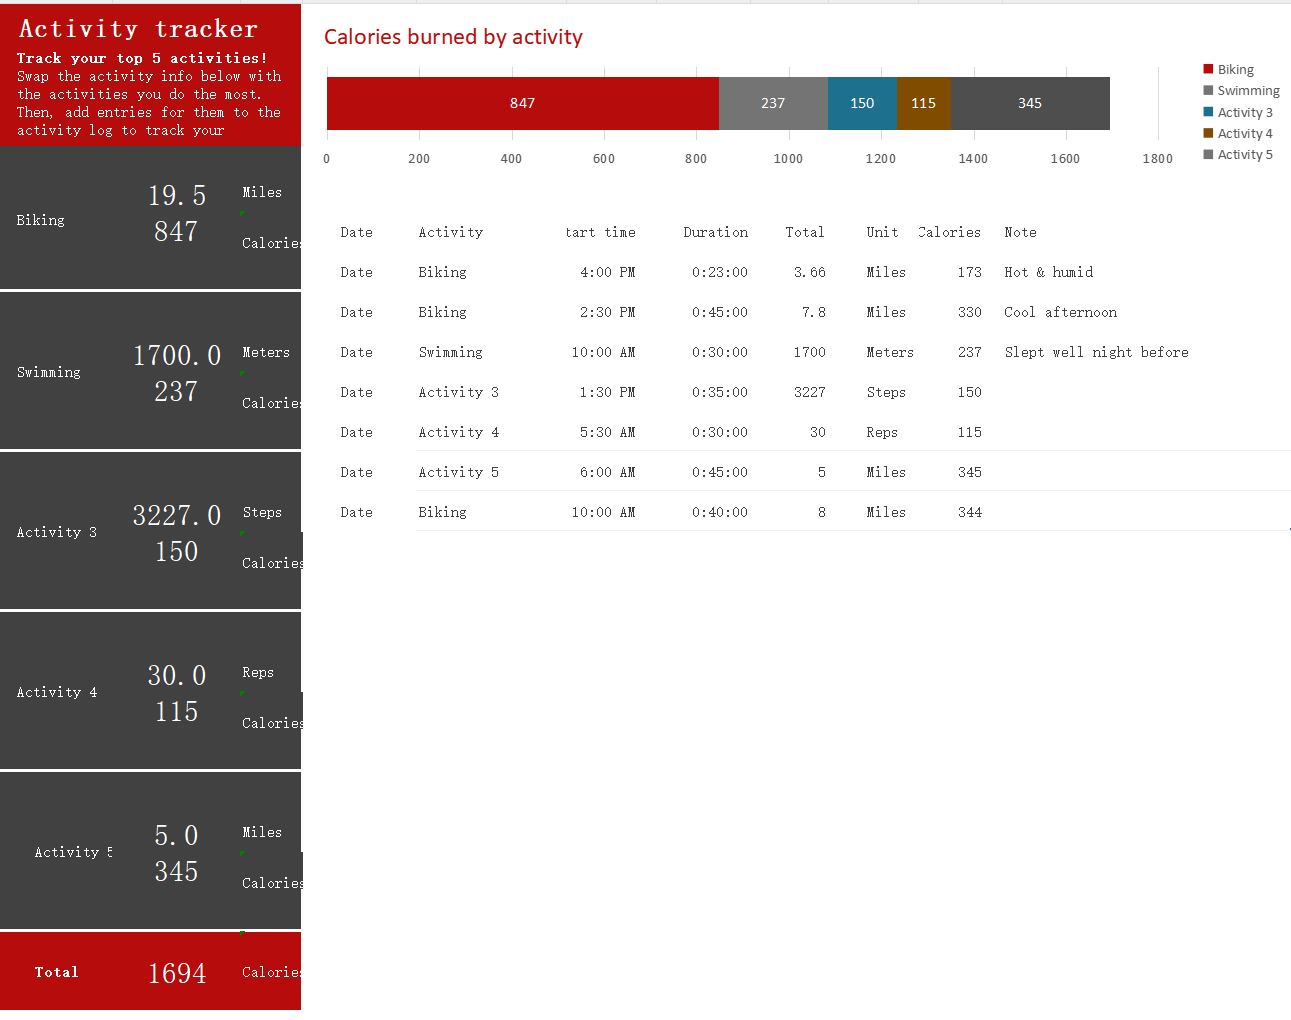 Activity tracker
Track your top 5 activities!
Swap the activity info below with
the activities you do the most.
Then, add entries for them to the
activity log to track your
Biking
19.5
Miles
847
Calories
Swimming
1700.0
Meters
237
Calories
Activity 3
3227.0
Steps
150
Calories
Activity 4
30.0
Reps
115
Calories
Activity 5
5.0
Miles
345
Calories
Total
1694
Calories
Calories burned by activity
847 237 150 115 345
0 200 400 600 800 1000 1200 1400 1600 1800
Biking
Swimming
Activity 3
Activity 4
Activity 5
Date Activity tart time Duration Total Unit Calories Note
Date Biking 4:00 PM 0:23:00 3.66 Miles 173 Hot & humid
Date Biking 2:30 PM 0:45:00 7.8 Miles 330 Cool afternoon
Date Swimming 10:00 AM 0:30:00 1700 Meters 237 Slept well night before
Date Activity 3 1:30 PM 0:35:00 3227 Steps 150
Date Activity 4 5:30 AM 0:30:00 30 Reps 115
Date Activity 5 6:00 AM 0:45:00 5 Miles 345
Date Biking 10:00 AM 0:40:00 8 Miles 344